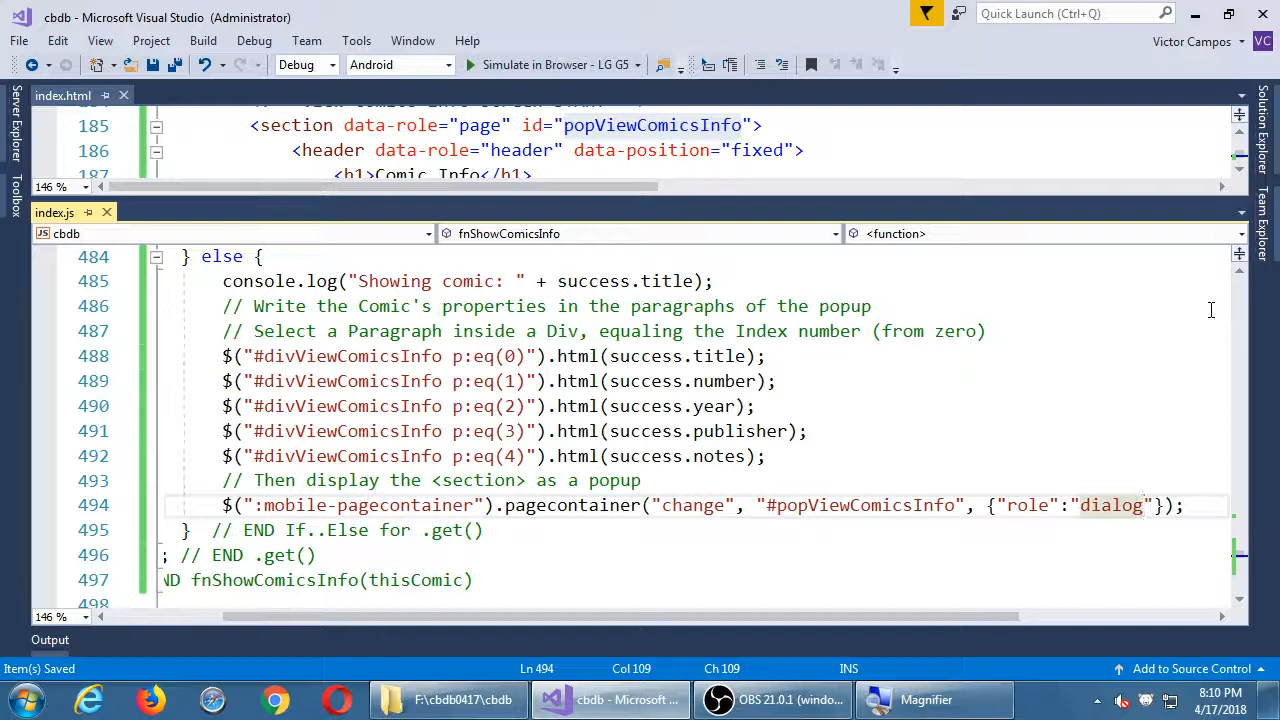 cbdb - Microsoft Visual Studio (Administrator)
Quick Launch (Ctrl+Q)
File Edit View Project Build Debug Team Tools Window Help
Victor Campos VC
Debug Android Simulate in Browser - LG G5
Server Explorer
Toolbox
Solution Explorer
Team Explorer
index.html
185 <section data-role="page" id="popViewComicsInfo">
186 <header data-role="header" data-position="fixed">
187 <h1>Comic Info</h1>
146 %
index.js
cbdb fnShowComicsInfo <function>
484 } else {
485 console.log("Showing comic: " + success.title);
486 // Write the Comic's properties in the paragraphs of the popup
487 // Select a Paragraph inside a Div, equaling the Index number (from zero)
488 $("#divViewComicsInfo p:eq(0)").html(success.title);
489 $("#divViewComicsInfo p:eq(1)").html(success.number);
490 $("#divViewComicsInfo p:eq(2)").html(success.year);
491 $("#divViewComicsInfo p:eq(3)").html(success.publisher);
492 $("#divViewComicsInfo p:eq(4)").html(success.notes);
493 // Then display the <section> as a popup
494 $(":mobile-pagecontainer").pagecontainer("change", "#popViewComicsInfo", {"role":"dialog"});
495 } // END If..Else for .get()
496 ; // END .get()
497 ND fnShowComicsInfo(thisComic)
498
146 %
Output
Item(s) Saved Ln 494 Col 109 Ch 109 INS Add to Source Control
F:\cbdb0417\cbdb cbdb - Microsoft ... OBS 21.0.1 (windo... Magnifier
8:10 PM
4/17/2018